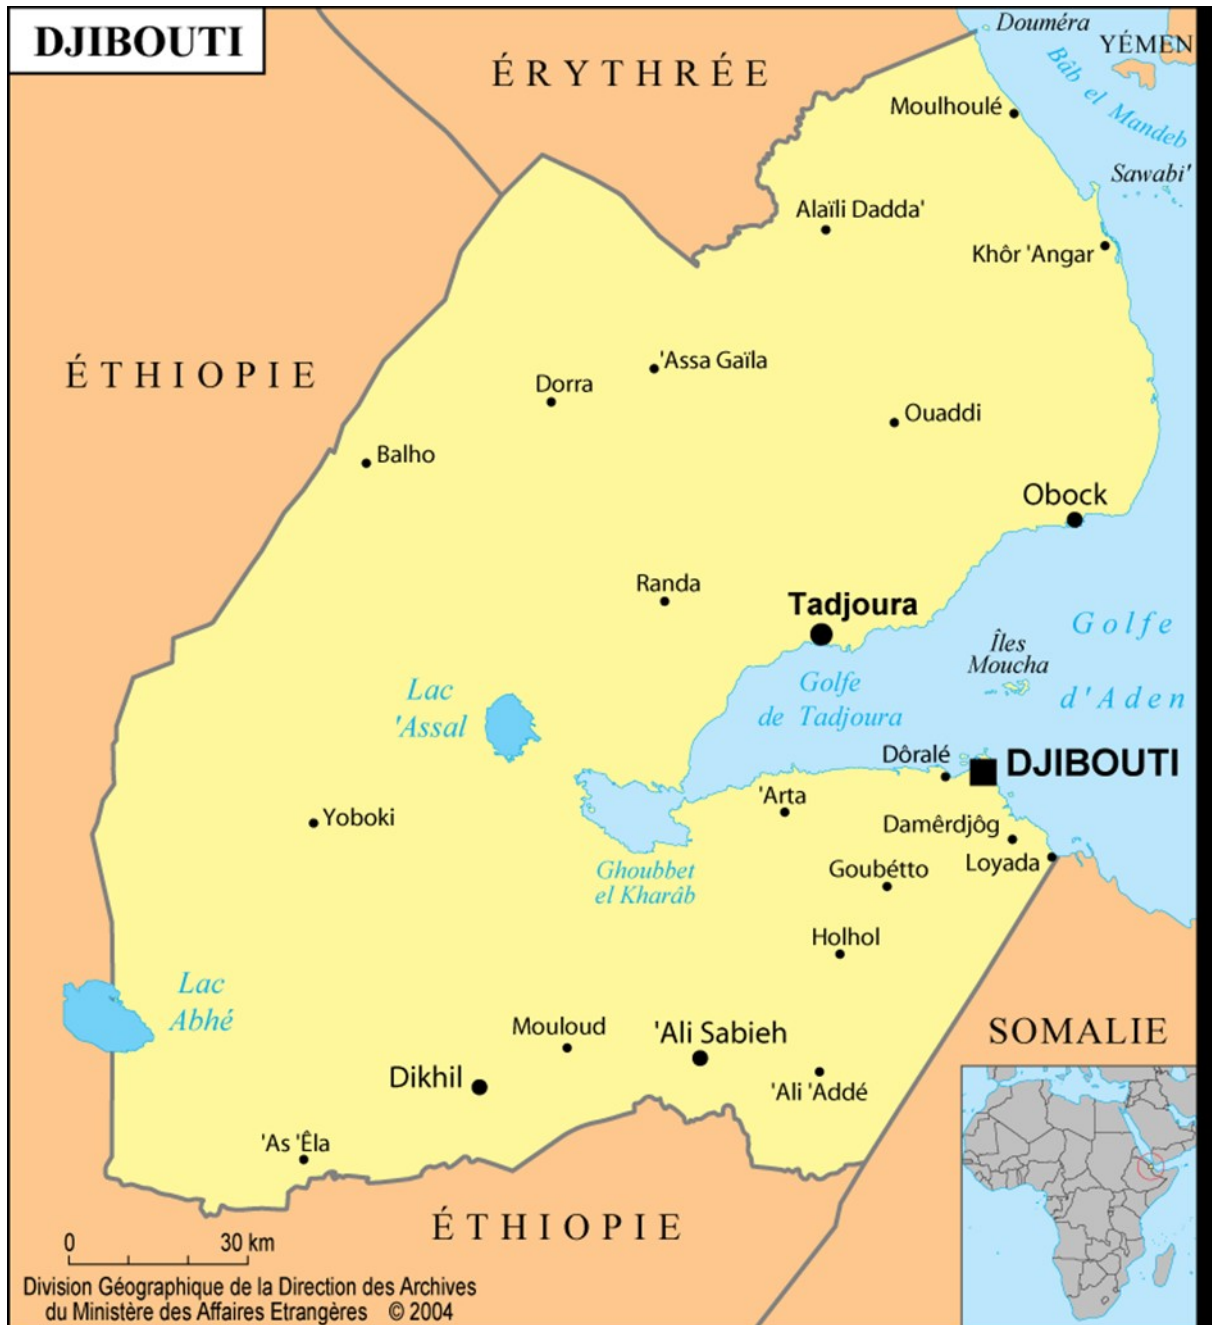 DJIBOUTI
Douméra
YÉMEN
ÉRYTHRÉE
Bâb el Mandeb
Moulhoulé
Sawabi'
Alaïli Dadda'
Khôr 'Angar
ÉTHIOPIE
'Assa Gaïla
Dorra
Ouaddi
Balho
Obock
Randa
Tadjoura
Golfe
d'Aden
Îles
Moucha
Lac
'Assal
Golfe
de Tadjoura
Dôralé
DJIBOUTI
'Arta
Yoboki
Damêrdjôg
Loyada
Ghoubbet
el Kharâb
Goubétto
Holhol
Lac
Abhé
Mouloud
'Ali Sabieh
SOMALIE
Dikhil
'Ali 'Addé
'As 'Êla
ÉTHIOPIE
0 30 km
Division Géographique de la Direction des Archives
du Ministère des Affaires Etrangères © 2004